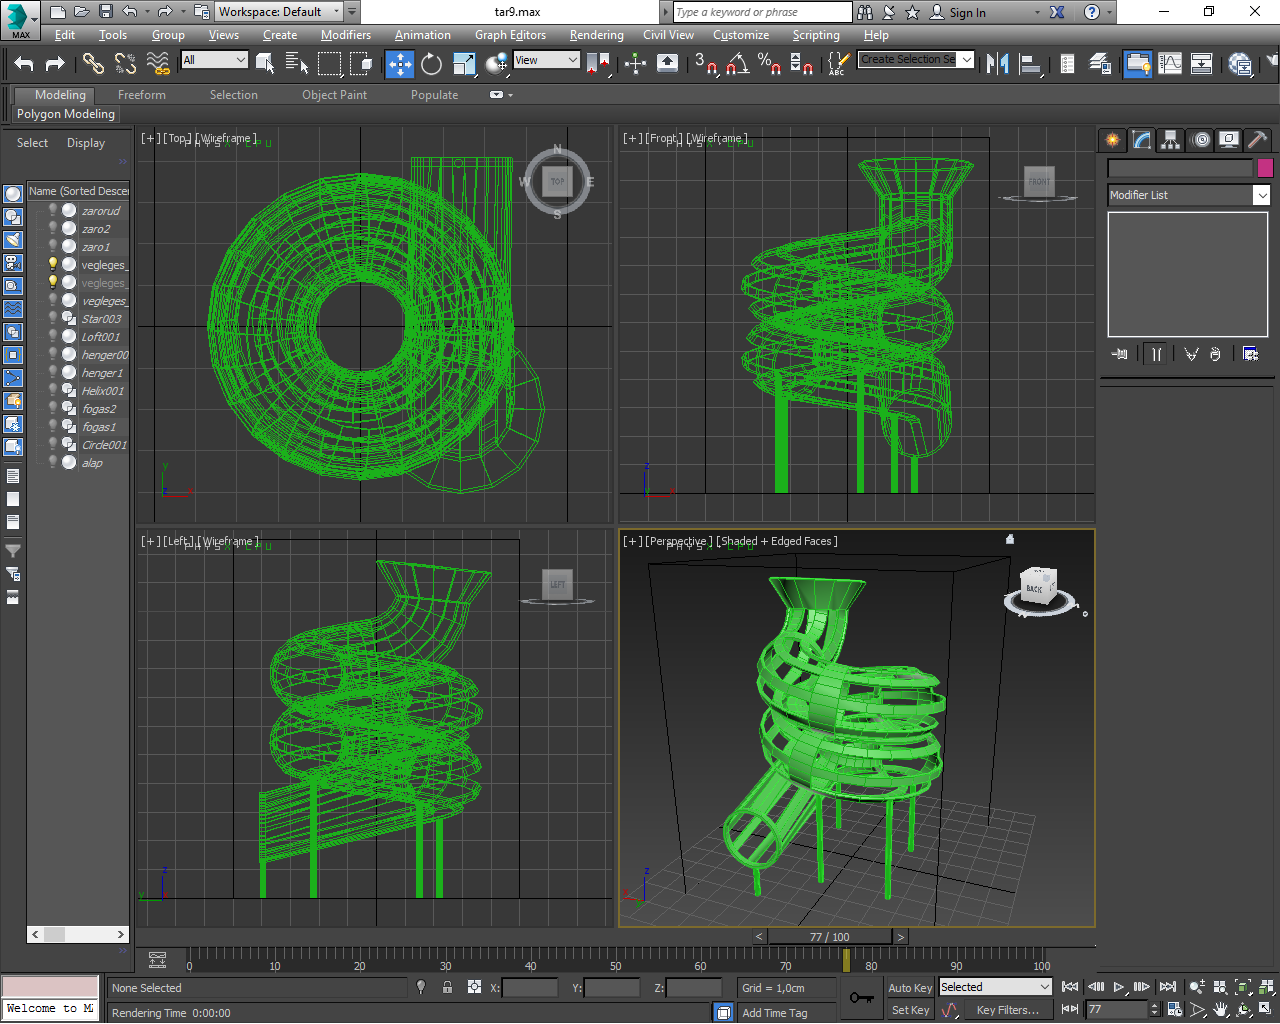 MAX
Workspace: Default
tar9.max
Type a keyword or phrase
Sign In
Edit Tools Group Views Create Modifiers Animation Graph Editors Rendering Civil View Customize Scripting Help
All
View
3
%
ABC
Create Selection Se
Modeling Freeform Selection Object Paint Populate
Polygon Modeling
Select Display
Name (Sorted Descer
zarorud
zaro2
zaro1
vegleges_
vegleges_
vegleges_
Star003
Loft001
henger00
henger1
Helix001
fogas2
fogas1
Circle001
alap
[+][Top][Wireframe]
N
W TOP E
S
y
[+][Front][Wireframe]
FRONT
z
[+][Left][Wireframe]
LEFT
z
y
[+][Perspective][Shaded + Edged Faces]
BACK
z
Modifier List
< 77 / 100 >
0 10 20 30 40 50 60 70 80 90 100
None Selected
X: Y: Z:
Grid = 1,0cm
Auto Key
Selected
Welcome to MA
Rendering Time 0:00:00
Add Time Tag
Set Key
Key Filters...
77